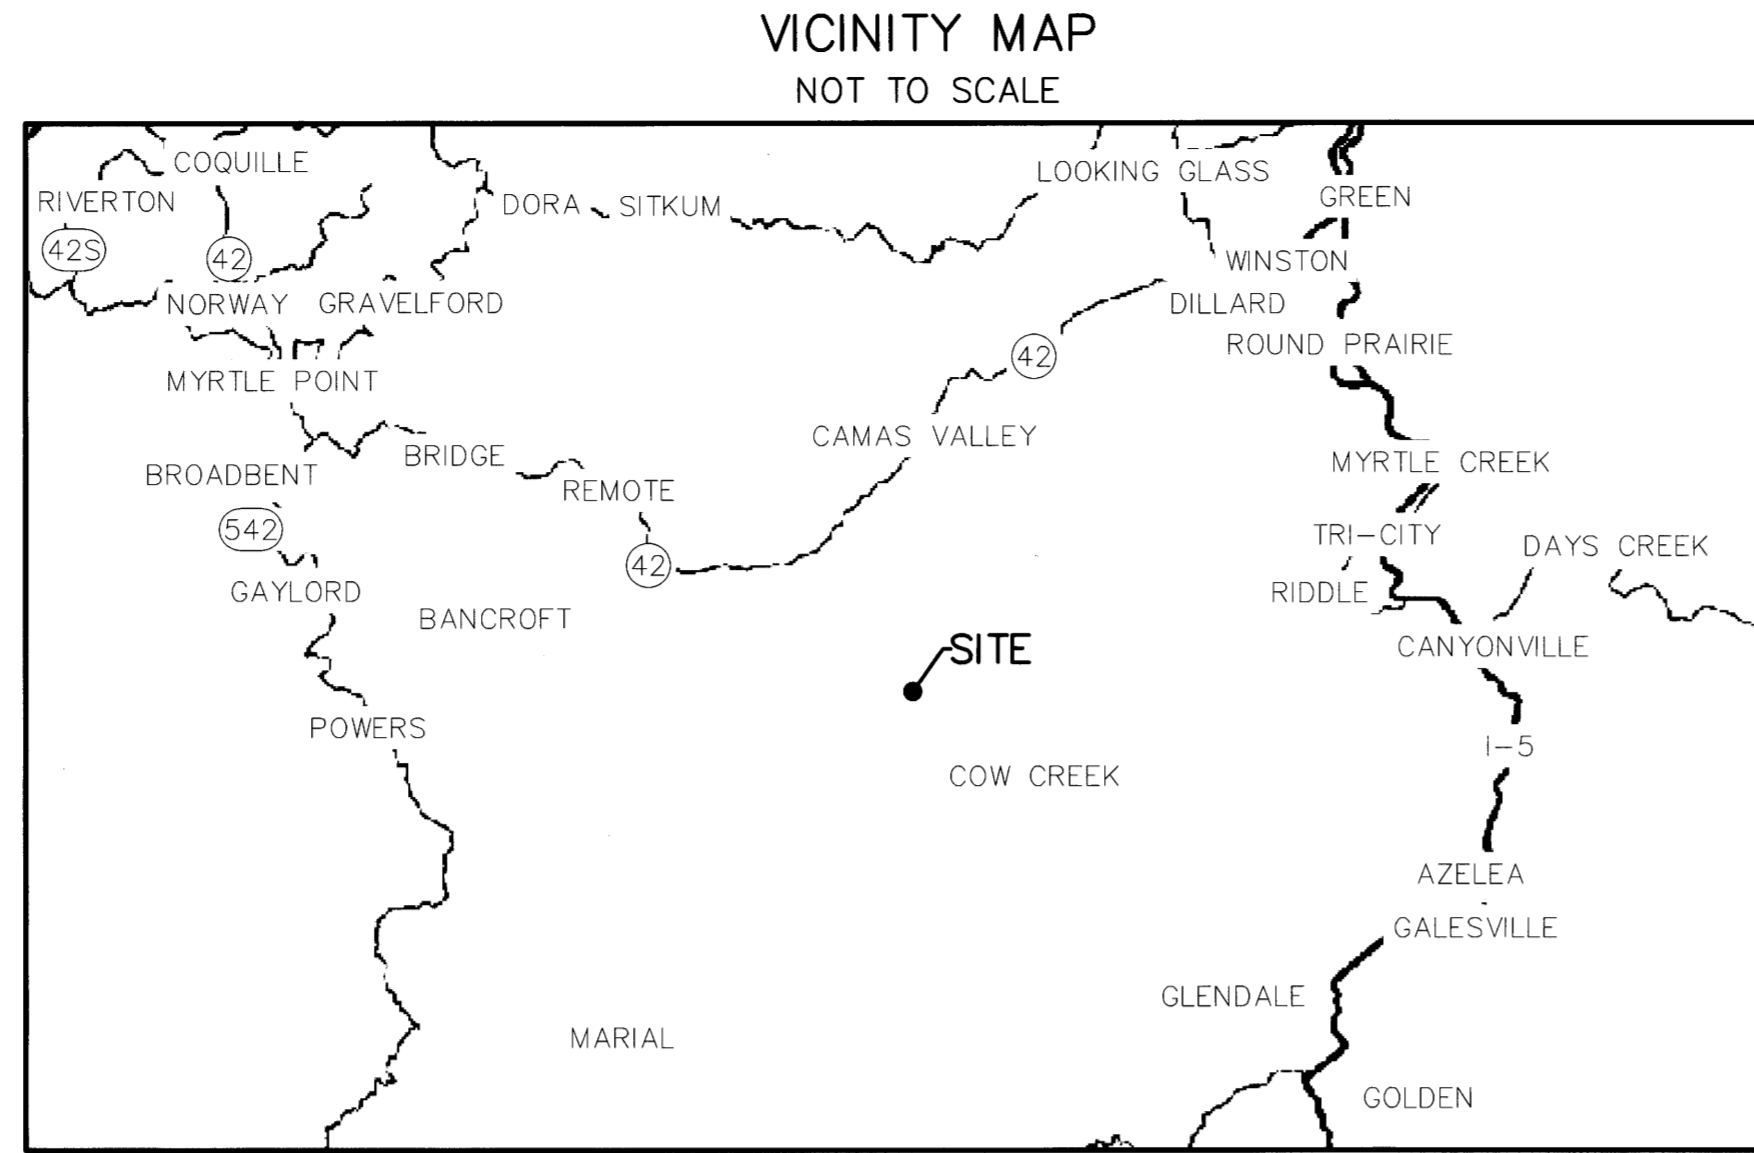 VICINITY MAP
NOT TO SCALE
COQUILLE
LOOKING GLASS
RIVERTON
GREEN
DORA
SITKUM
42S
42
WINSTON
NORWAY
GRAVELFORD
DILLARD
ROUND PRAIRIE
42
MYRTLE POINT
CAMAS VALLEY
BRIDGE
MYRTLE CREEK
BROADBENT
REMOTE
542
TRI-CITY
DAYS CREEK
42
GAYLORD
RIDDLE
BANCROFT
SITE
CANYONVILLE
POWERS
I-5
COW CREEK
AZELEA
GALESVILLE
GLENDALE
MARIAL
GOLDEN